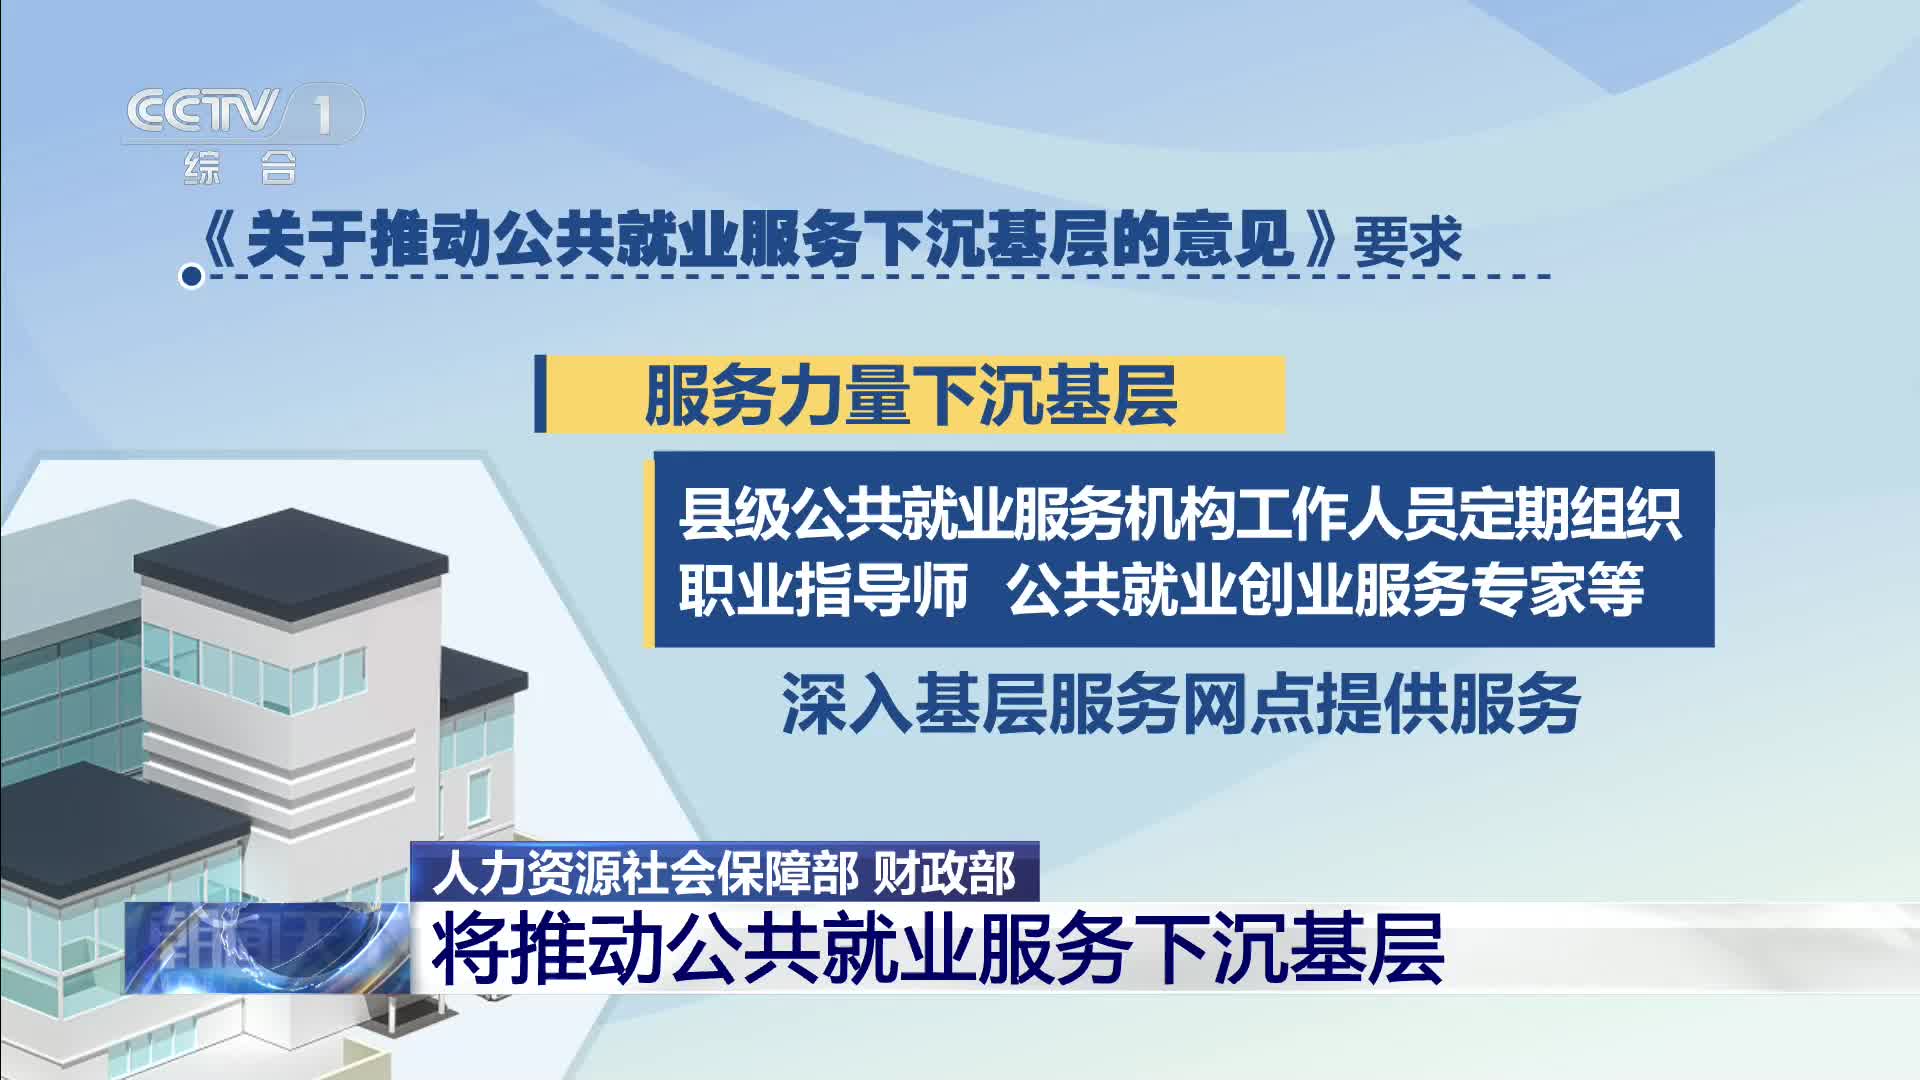 CCTV 1
综 合
《关于推动公共就业服务下沉基层的意见》要求
服务力量下沉基层
县级公共就业服务机构工作人员定期组织
职业指导师 公共就业创业服务专家等
深入基层服务网点提供服务
人力资源社会保障部 财政部
将推动公共就业服务下沉基层